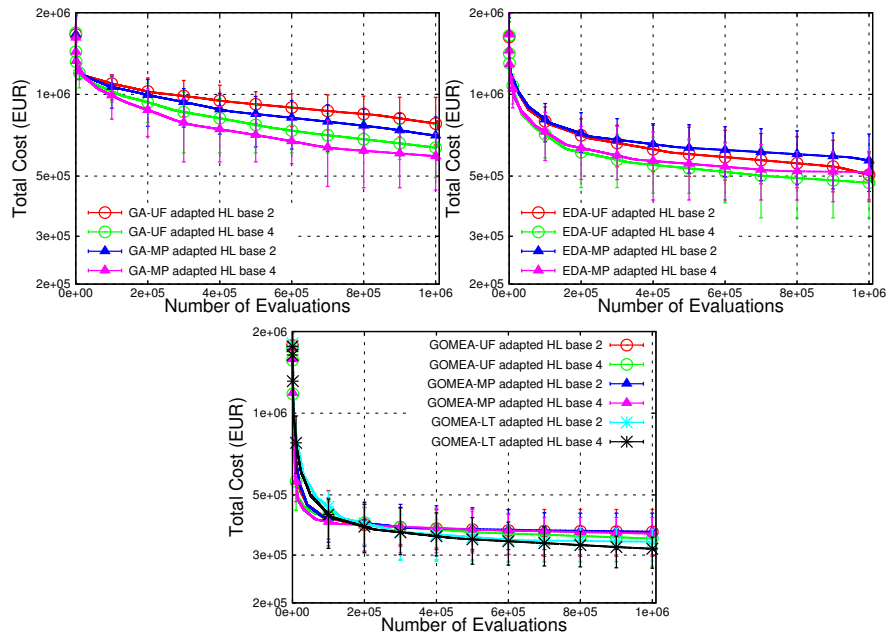 2e+06
1e+06
5e+05
3e+05
2e+05
Total Cost (EUR)
GA-UF adapted HL base 2
GA-UF adapted HL base 4
GA-MP adapted HL base 2
GA-MP adapted HL base 4
0e+00 2e+05 4e+05 6e+05 8e+05 1e+06
Number of Evaluations
2e+06
1e+06
5e+05
3e+05
2e+05
Total Cost (EUR)
EDA-UF adapted HL base 2
EDA-UF adapted HL base 4
EDA-MP adapted HL base 2
EDA-MP adapted HL base 4
0e+00 2e+05 4e+05 6e+05 8e+05 1e+06
Number of Evaluations
2e+06
1e+06
5e+05
3e+05
2e+05
Total Cost (EUR)
GOMEA-UF adapted HL base 2
GOMEA-UF adapted HL base 4
GOMEA-MP adapted HL base 2
GOMEA-MP adapted HL base 4
GOMEA-LT adapted HL base 2
GOMEA-LT adapted HL base 4
0e+00 2e+05 4e+05 6e+05 8e+05 1e+06
Number of Evaluations